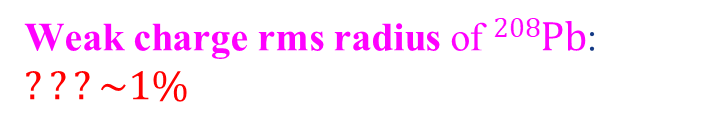 Weak charge rms radius of ²⁰⁸Pb:
??? ~1%